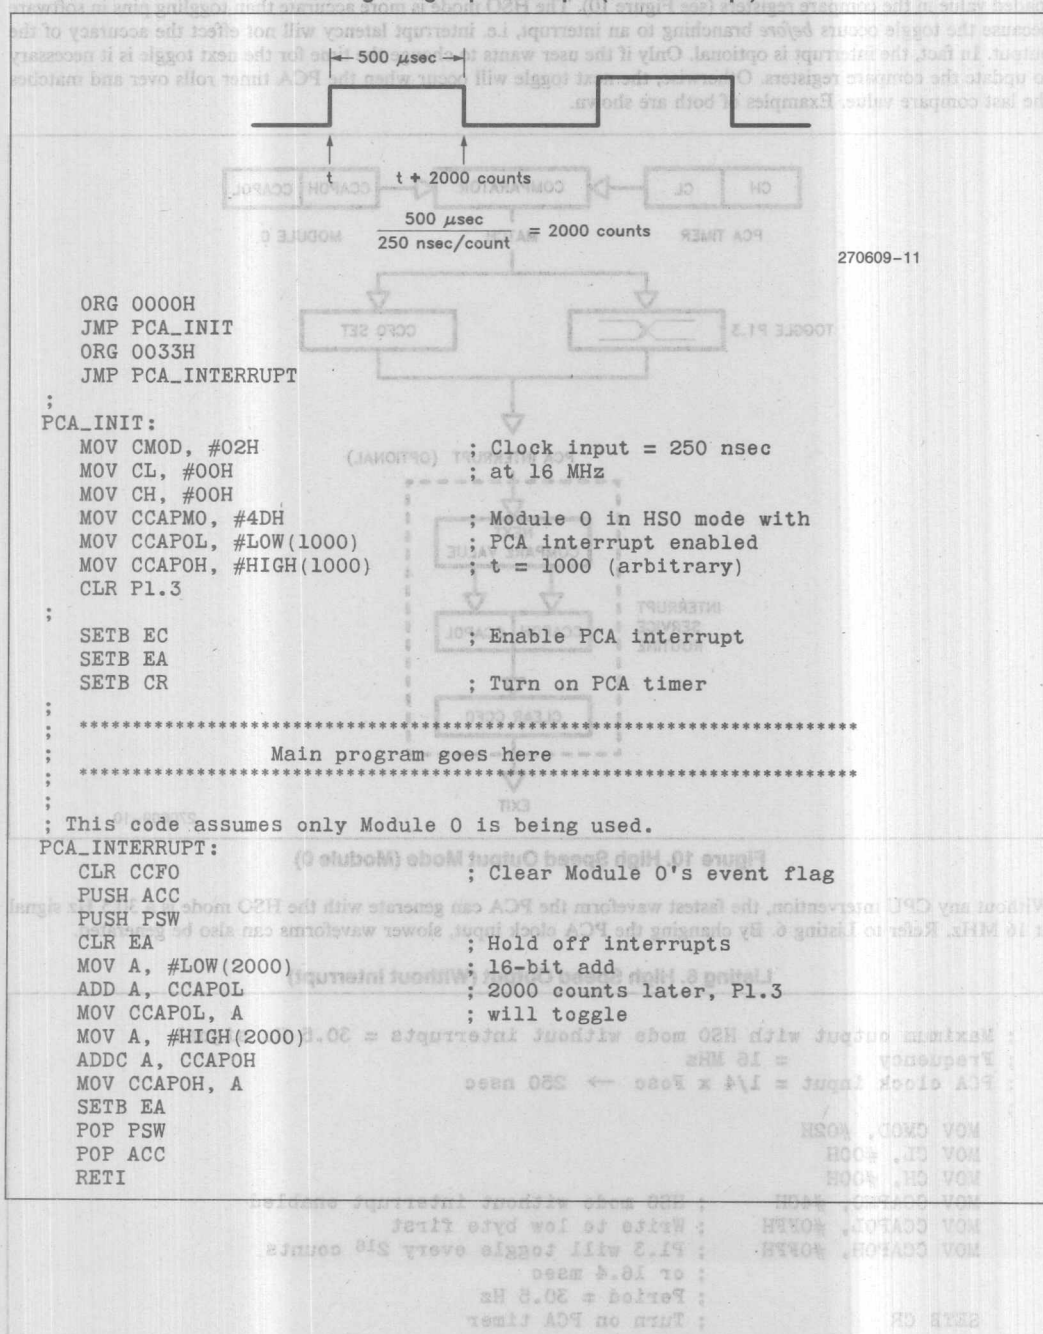 500 μsec
t
t + 2000 counts
500 μsec
250 nsec/count
= 2000 counts
270609-11
ORG 0000H
JMP PCA_INIT
ORG 0033H
JMP PCA_INTERRUPT
;
PCA_INIT:
MOV CMOD, #02H ; Clock input = 250 nsec
MOV CL, #00H ; at 16 MHz
MOV CH, #00H
MOV CCAPM0, #4DH ; Module 0 in HSO mode with
MOV CCAP0L, #LOW(1000) ; PCA interrupt enabled
MOV CCAP0H, #HIGH(1000) ; t = 1000 (arbitrary)
CLR P1.3
;
SETB EC ; Enable PCA interrupt
SETB EA
SETB CR ; Turn on PCA timer
;
; **************************************************************************
; Main program goes here
; **************************************************************************
;
; This code assumes only Module 0 is being used.
PCA_INTERRUPT:
CLR CCF0 ; Clear Module 0's event flag
PUSH ACC
PUSH PSW
CLR EA ; Hold off interrupts
MOV A, #LOW(2000) ; 16-bit add
ADD A, CCAP0L ; 2000 counts later, P1.3
MOV CCAP0L, A ; will toggle
MOV A, #HIGH(2000)
ADDC A, CCAP0H
MOV CCAP0H, A
SETB EA
POP PSW
POP ACC
RETI